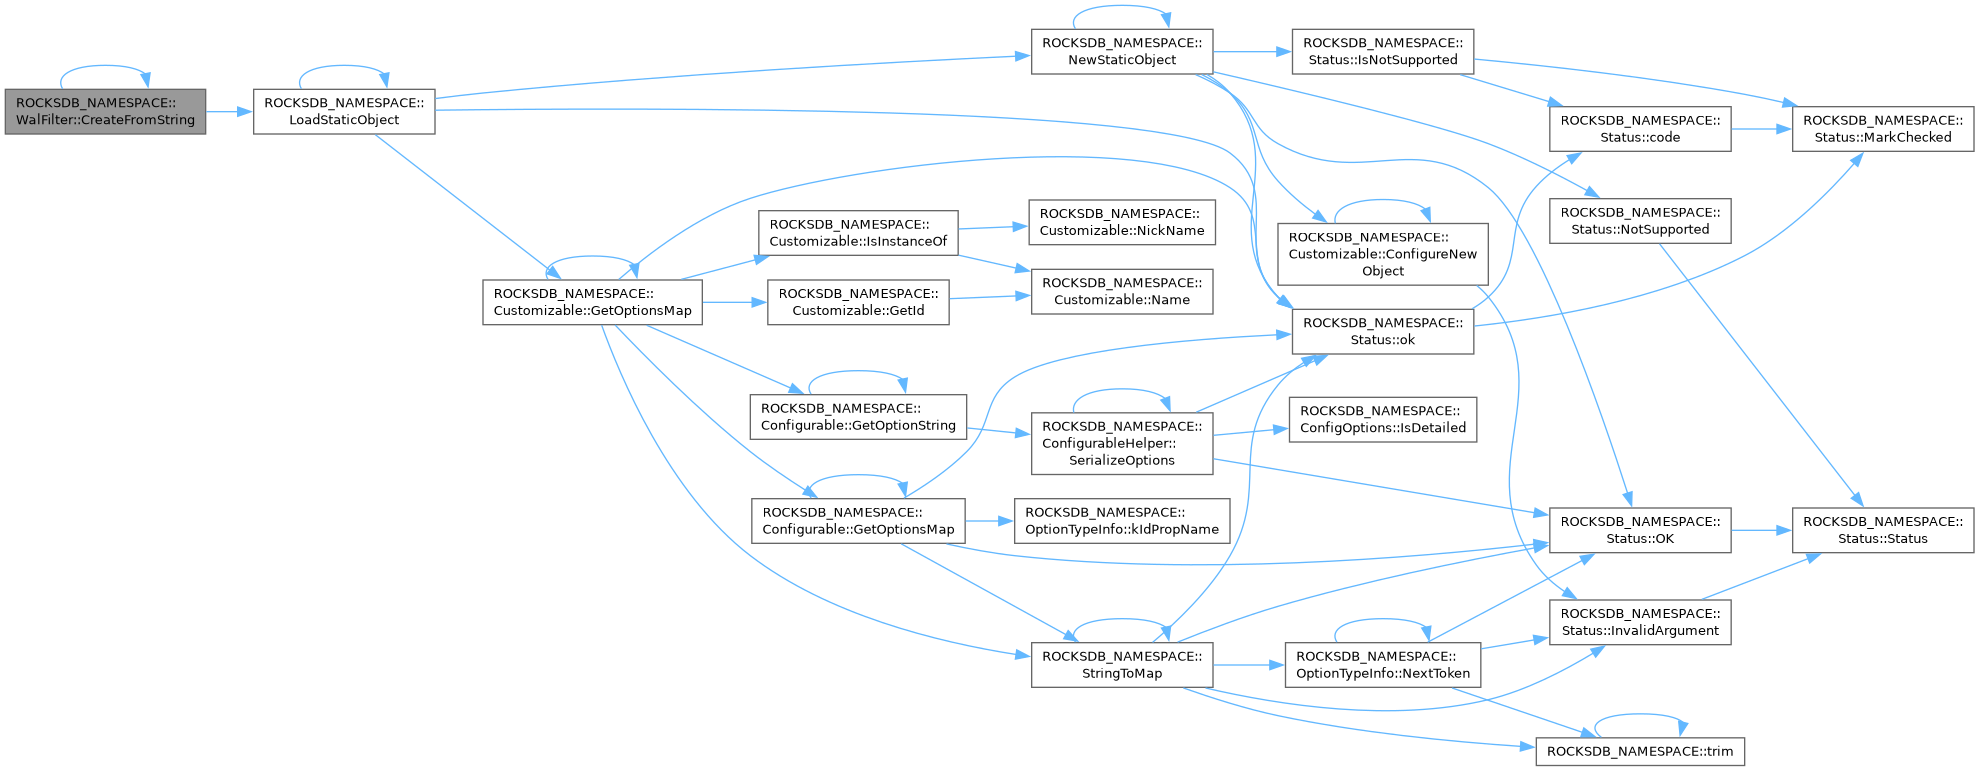 ROCKSDB_NAMESPACE::
WalFilter::CreateFromString
ROCKSDB_NAMESPACE::
LoadStaticObject
ROCKSDB_NAMESPACE::
Customizable::GetOptionsMap
ROCKSDB_NAMESPACE::
Customizable::IsInstanceOf
ROCKSDB_NAMESPACE::
Customizable::GetId
ROCKSDB_NAMESPACE::
Configurable::GetOptionString
ROCKSDB_NAMESPACE::
Configurable::GetOptionsMap
ROCKSDB_NAMESPACE::
NewStaticObject
ROCKSDB_NAMESPACE::
Customizable::NickName
ROCKSDB_NAMESPACE::
Customizable::Name
ROCKSDB_NAMESPACE::
ConfigurableHelper::
SerializeOptions
ROCKSDB_NAMESPACE::
OptionTypeInfo::kIdPropName
ROCKSDB_NAMESPACE::
StringToMap
ROCKSDB_NAMESPACE::
Status::IsNotSupported
ROCKSDB_NAMESPACE::
Customizable::ConfigureNew
Object
ROCKSDB_NAMESPACE::
Status::ok
ROCKSDB_NAMESPACE::
ConfigOptions::IsDetailed
ROCKSDB_NAMESPACE::
OptionTypeInfo::NextToken
ROCKSDB_NAMESPACE::
Status::code
ROCKSDB_NAMESPACE::
Status::NotSupported
ROCKSDB_NAMESPACE::
Status::OK
ROCKSDB_NAMESPACE::
Status::InvalidArgument
ROCKSDB_NAMESPACE::trim
ROCKSDB_NAMESPACE::
Status::MarkChecked
ROCKSDB_NAMESPACE::
Status::Status